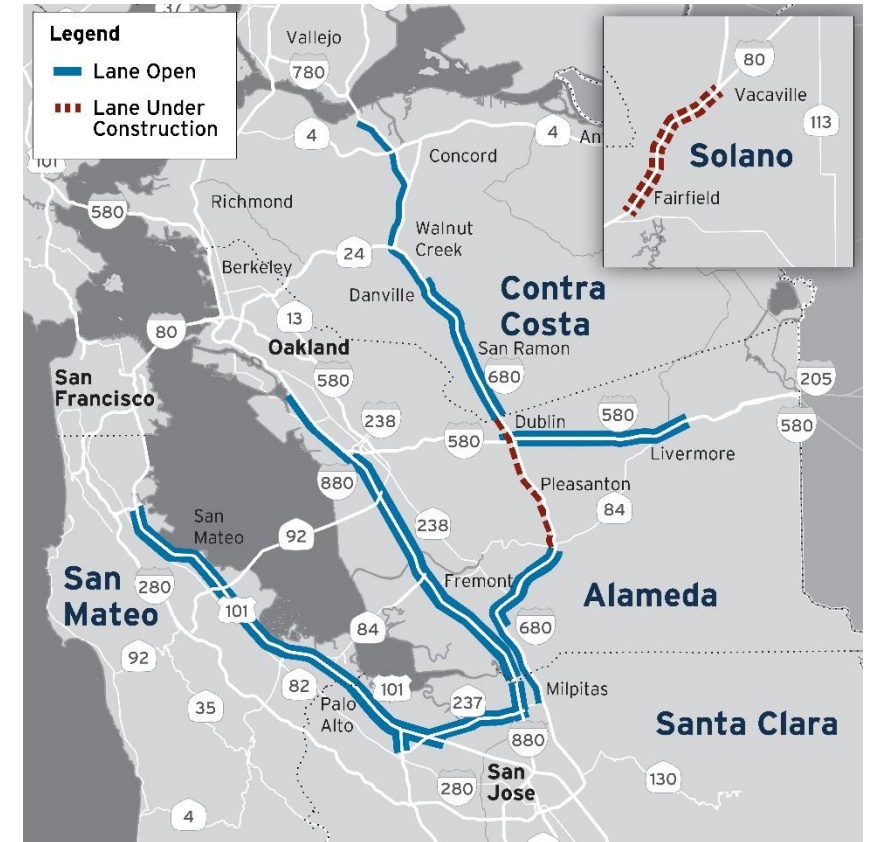 Legend
Lane Open
Lane Under
Construction
37
Vallejo
780
4
Concord
4
An
101
580
Richmond
Walnut
Creek
24
Berkeley
Danville
Contra
Costa
13
80
Oakland
San Ramon
San
Francisco
580
680
205
238
Dublin
580
580
580
Livermore
880
Pleasanton
San
Mateo
92
238
84
San
Mateo
280
Fremont
Alameda
101
84
680
92
82
101
237
Milpitas
35
Palo
Alto
Santa Clara
880
San
Jose
280
130
4
80
Vacaville
113
Solano
Fairfield